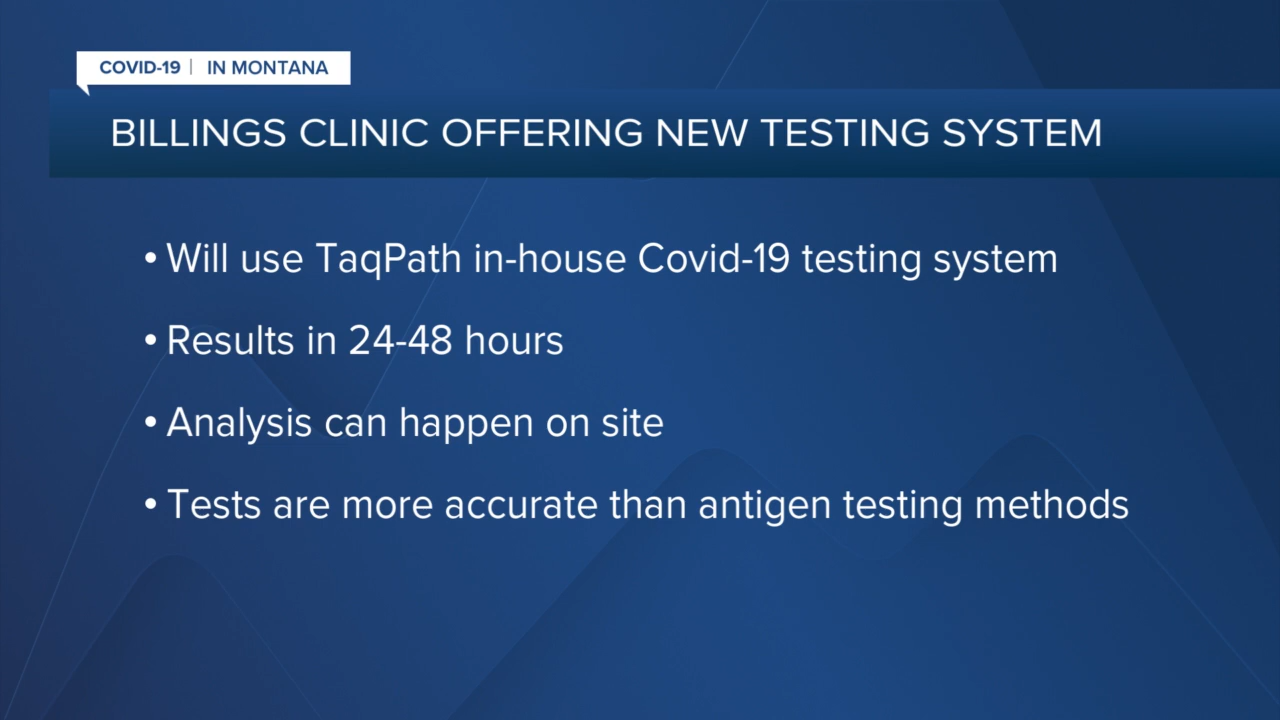 COVID-19 | IN MONTANA
BILLINGS CLINIC OFFERING NEW TESTING SYSTEM
• Will use TaqPath in-house Covid-19 testing system
• Results in 24-48 hours
• Analysis can happen on site
• Tests are more accurate than antigen testing methods